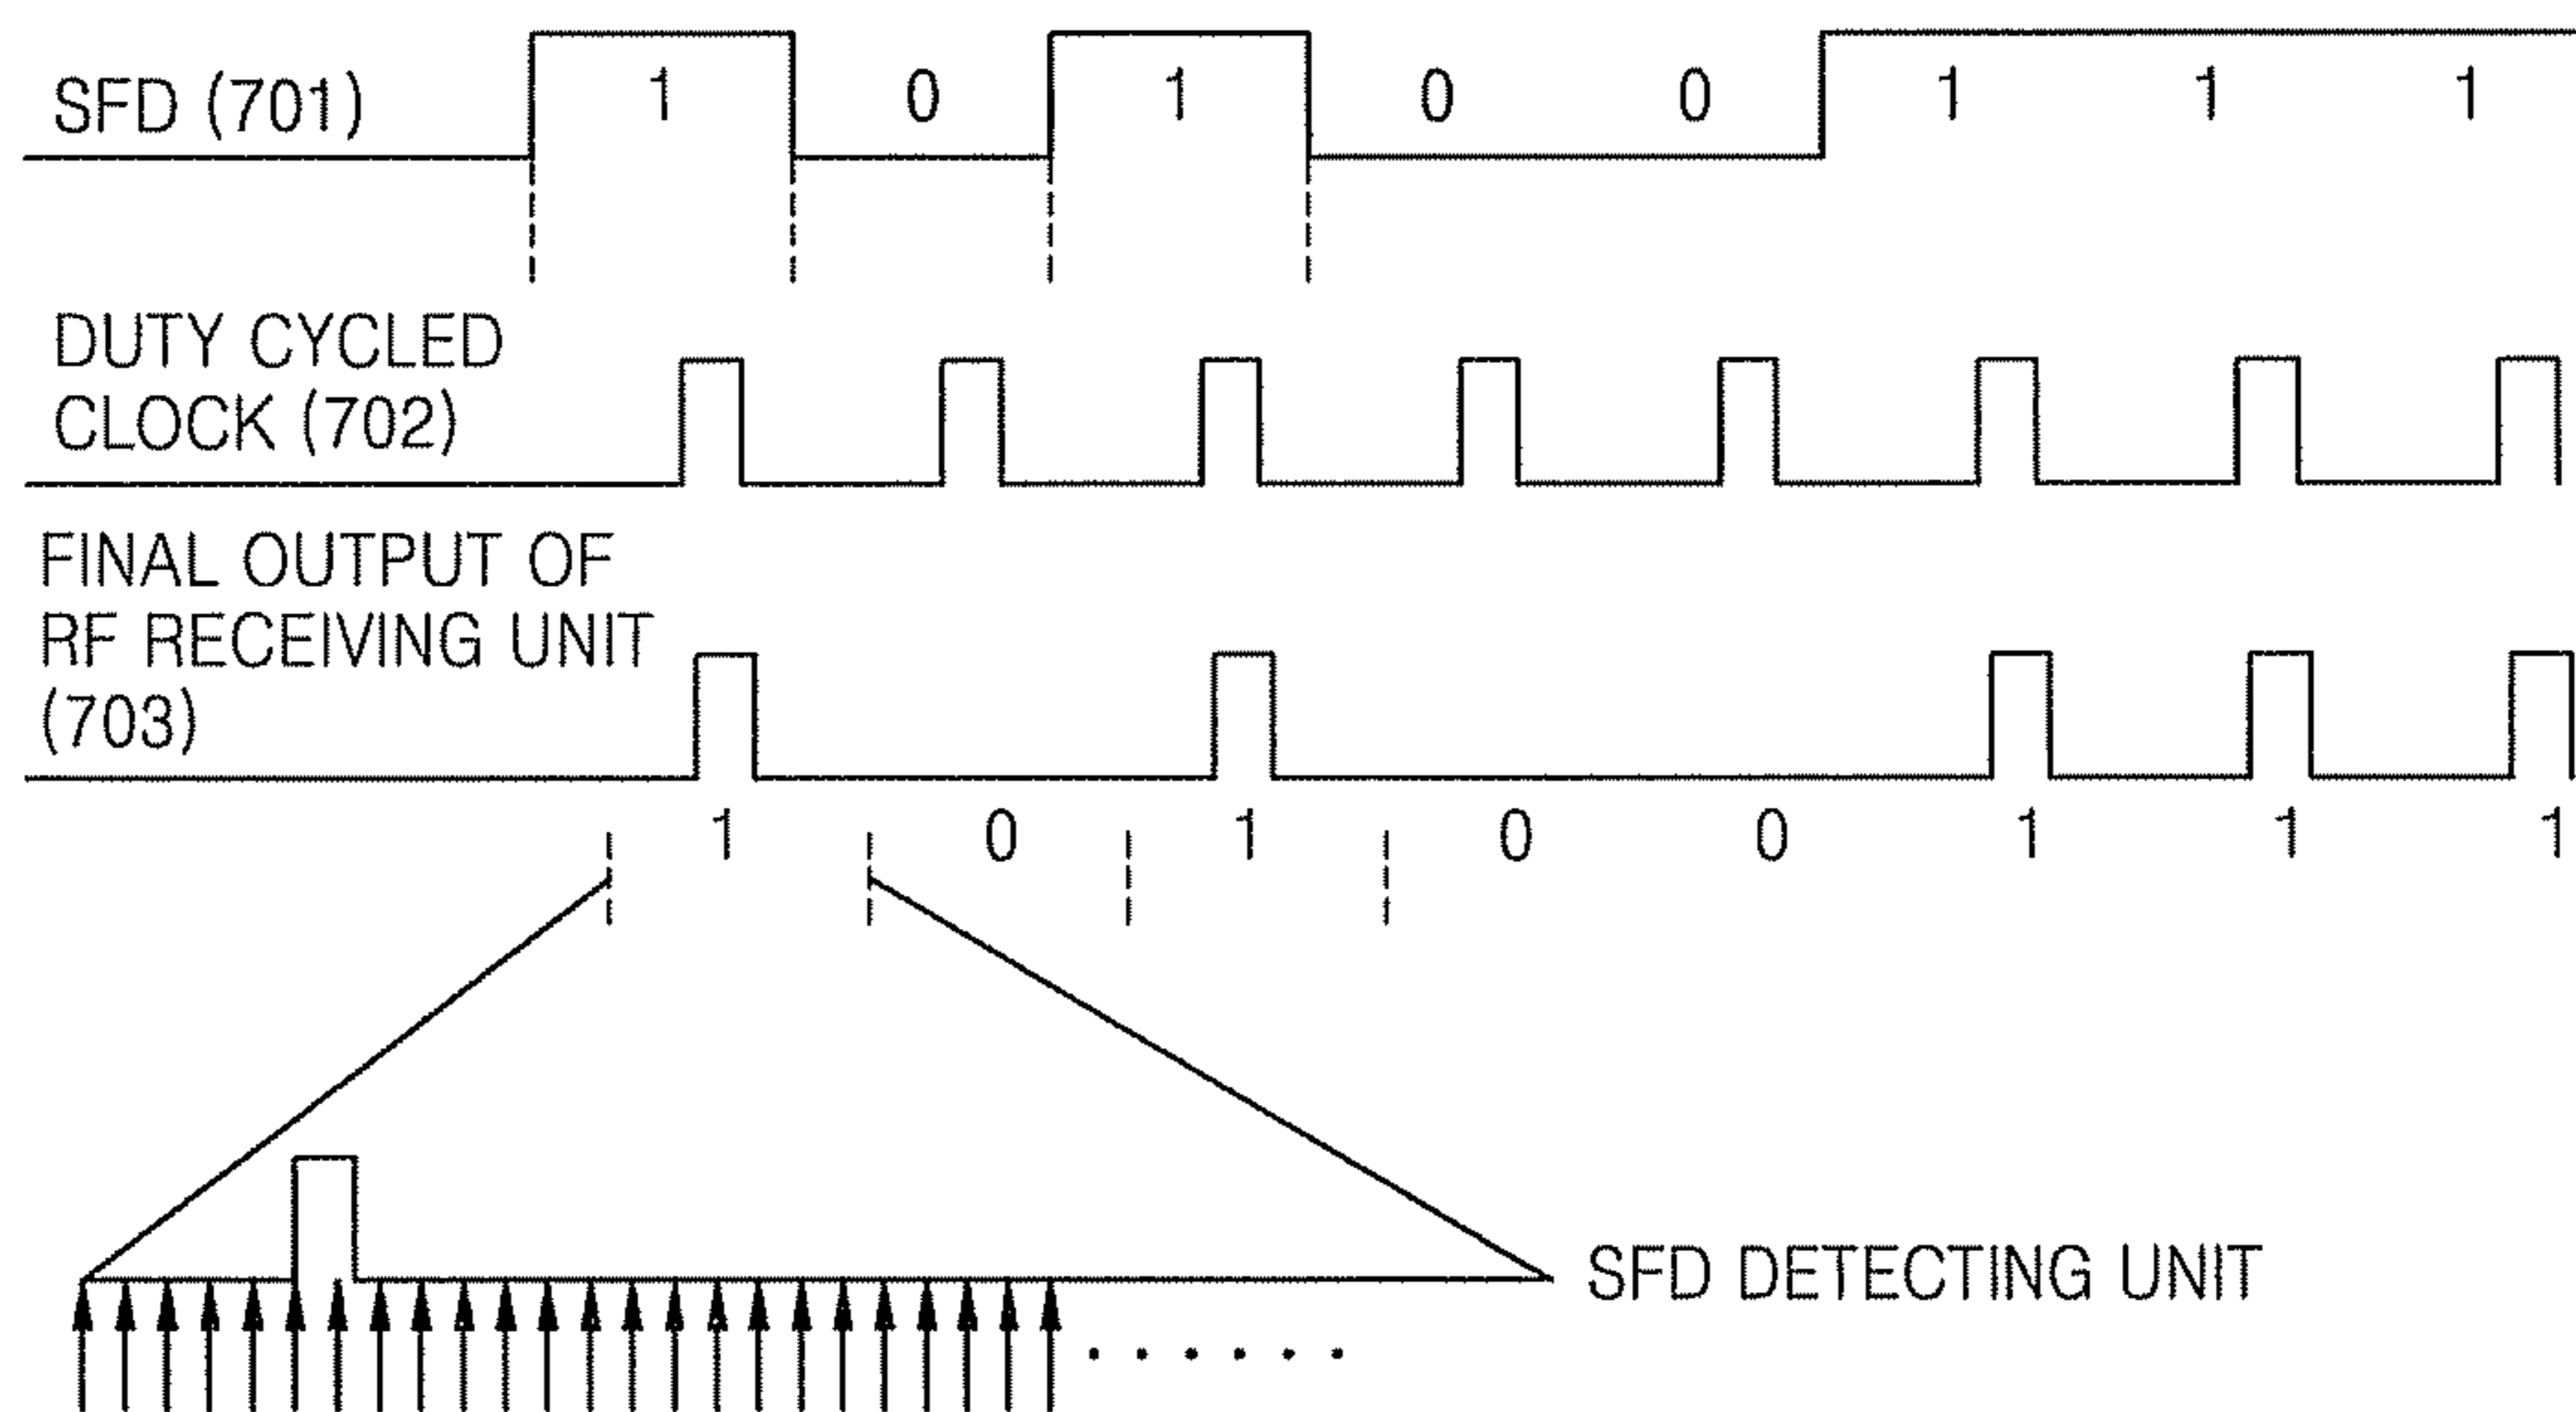 SFD (701) 1 0 1 0 0 1 1 1
DUTY CYCLED
CLOCK (702)
FINAL OUTPUT OF
RF RECEIVING UNIT
(703)
1 0 1 0 0 1 1 1
SFD DETECTING UNIT